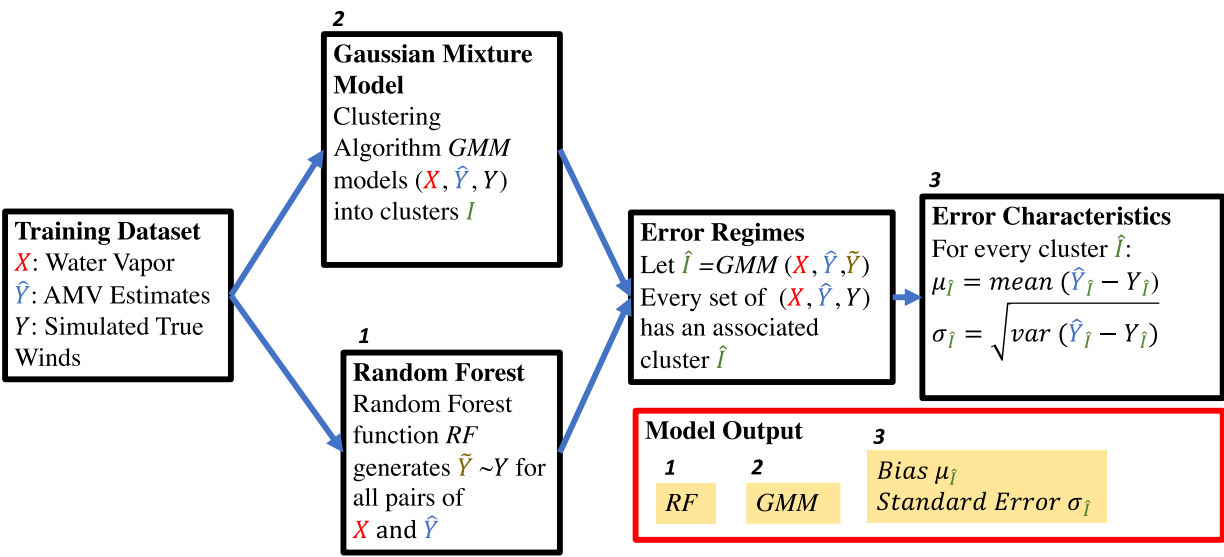 2
Gaussian Mixture
Model
Clustering
Algorithm GMM
models (X, Ŷ, Y)
into clusters I
Training Dataset
X: Water Vapor
Ŷ: AMV Estimates
Y: Simulated True
Winds
1
Random Forest
Random Forest
function RF
generates Ỹ ~Y for
all pairs of
X and Ŷ
Error Regimes
Let Î =GMM (X, Ŷ,Ỹ)
Every set of (X, Ŷ, Y)
has an associated
cluster Î
3
Error Characteristics
For every cluster Î:
μ_Î = mean (Ŷ_Î − Y_Î)
σ_Î = √var (Ŷ_Î − Y_Î)
Model Output
1
RF
2
GMM
3
Bias μ_Î
Standard Error σ_Î